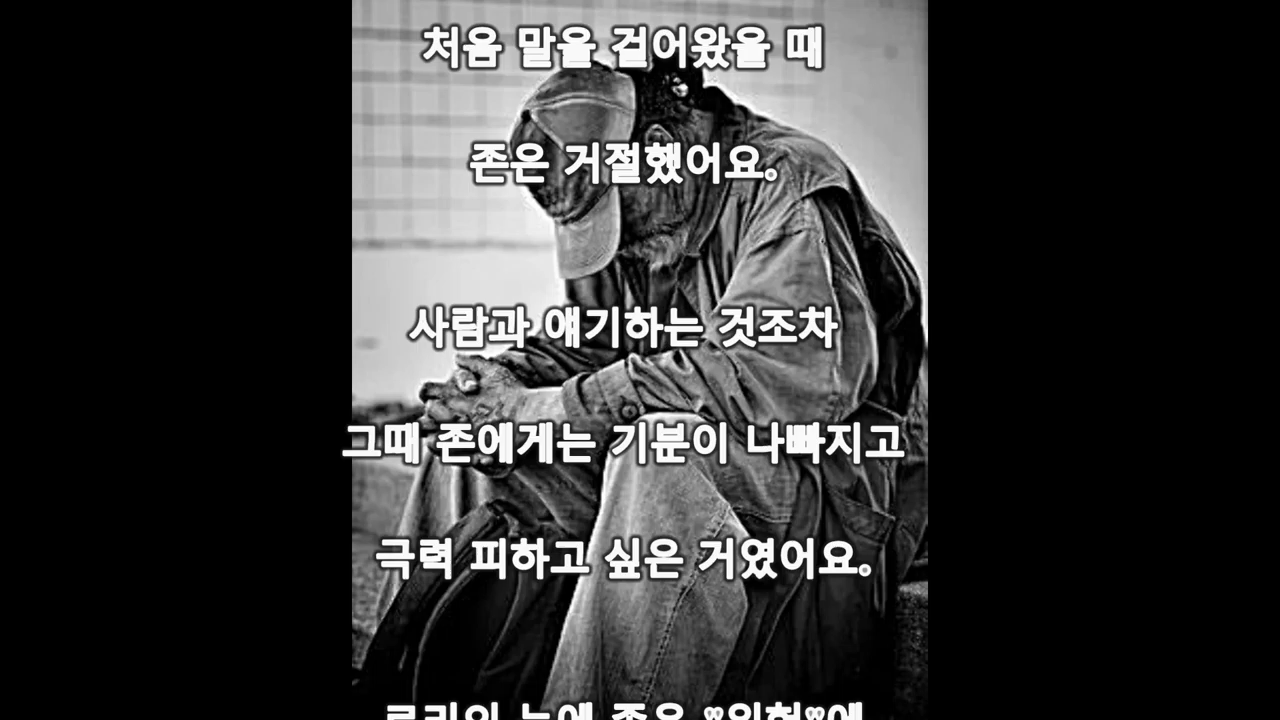 처음 말을 걸어왔을 때
존은 거절했어요.
사람과 얘기하는 것조차
그때 존에게는 기분이 나빠지고
극력 피하고 싶은 거였어요.
존은